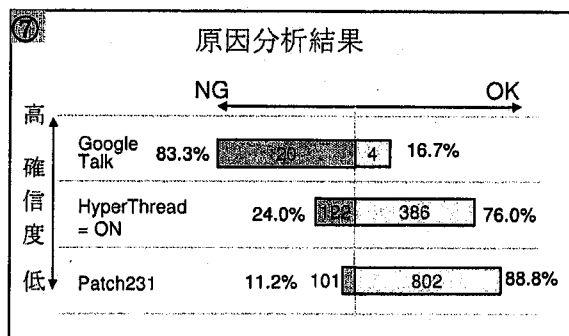 ⑦
原因分析結果
NG OK
高 確信度 低
Google Talk 83.3% 20 4 16.7%
HyperThread = ON 24.0% 122 386 76.0%
Patch231 11.2% 101 802 88.8%